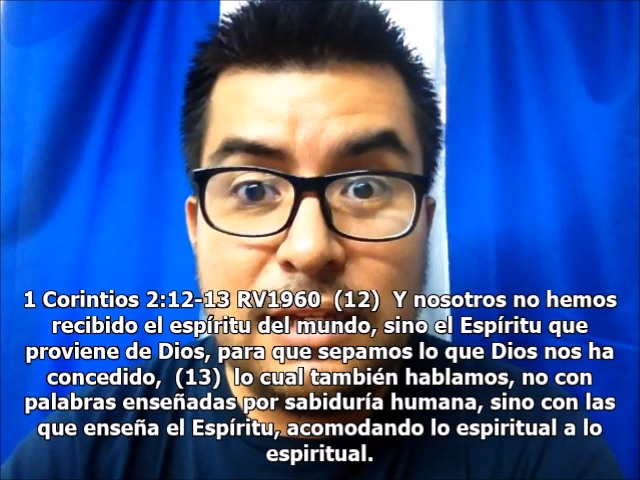 1 Corintios 2:12-13 RV1960 (12) Y nosotros no hemos
recibido el espíritu del mundo, sino el Espíritu que
proviene de Dios, para que sepamos lo que Dios nos ha
concedido, (13) lo cual también hablamos, no con
palabras enseñadas por sabiduría humana, sino con las
que enseña el Espíritu, acomodando lo espiritual a lo
espiritual.